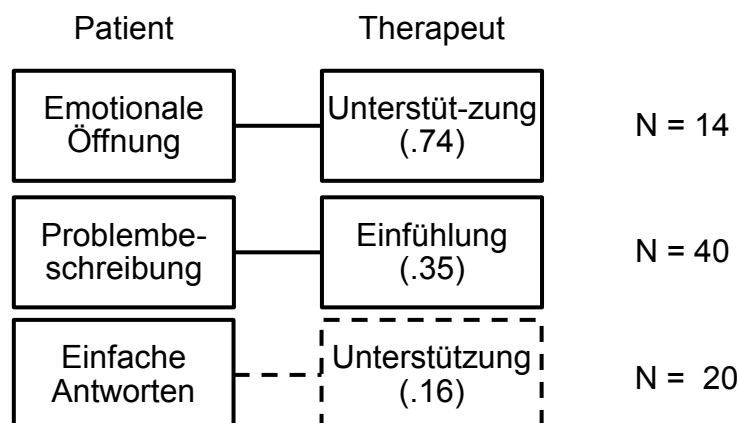 Patient Therapeut
Emotionale Öffnung Unterstüt-zung (.74) N = 14
Problembe- schreibung Einfühlung (.35) N = 40
Einfache Antworten Unterstützung (.16) N = 20